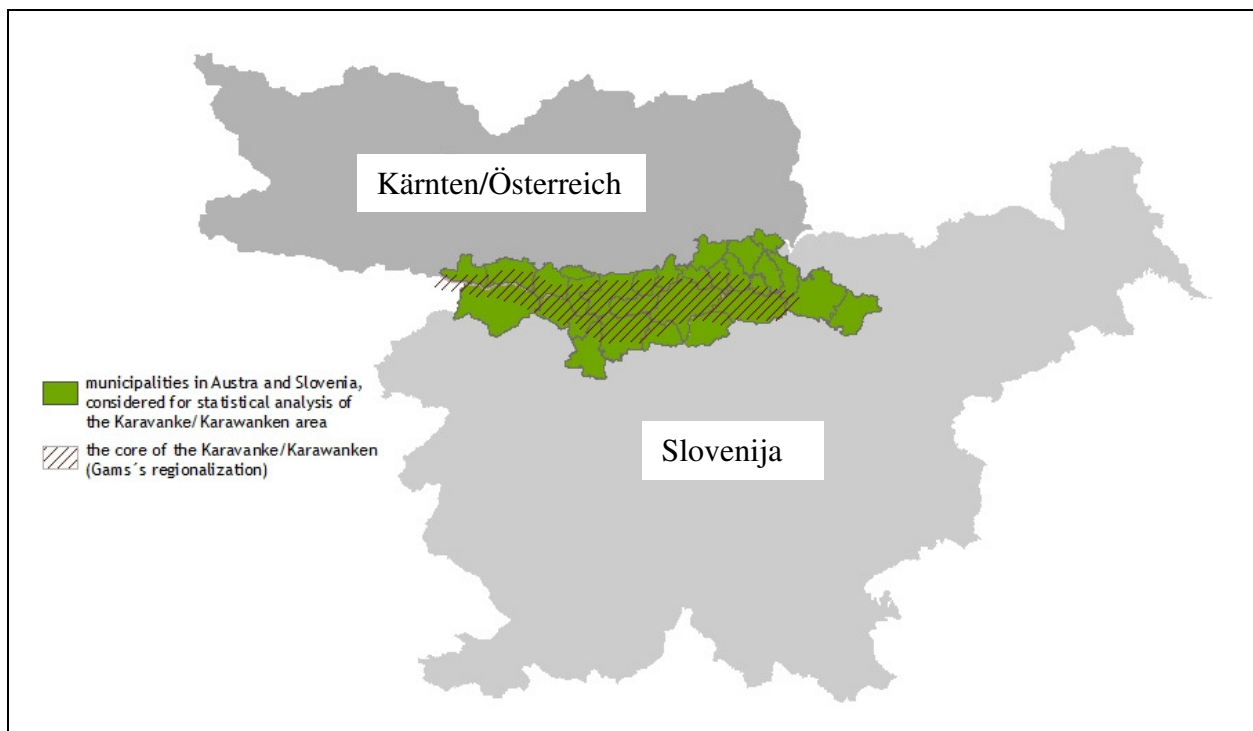 Kärnten/Österreich
Slovenija
municipalities in Austra and Slovenia,
considered for statistical analysis of
the Karavanke/Karawanken area
the core of the Karavanke/Karawanken
(Gams´s regionalization)